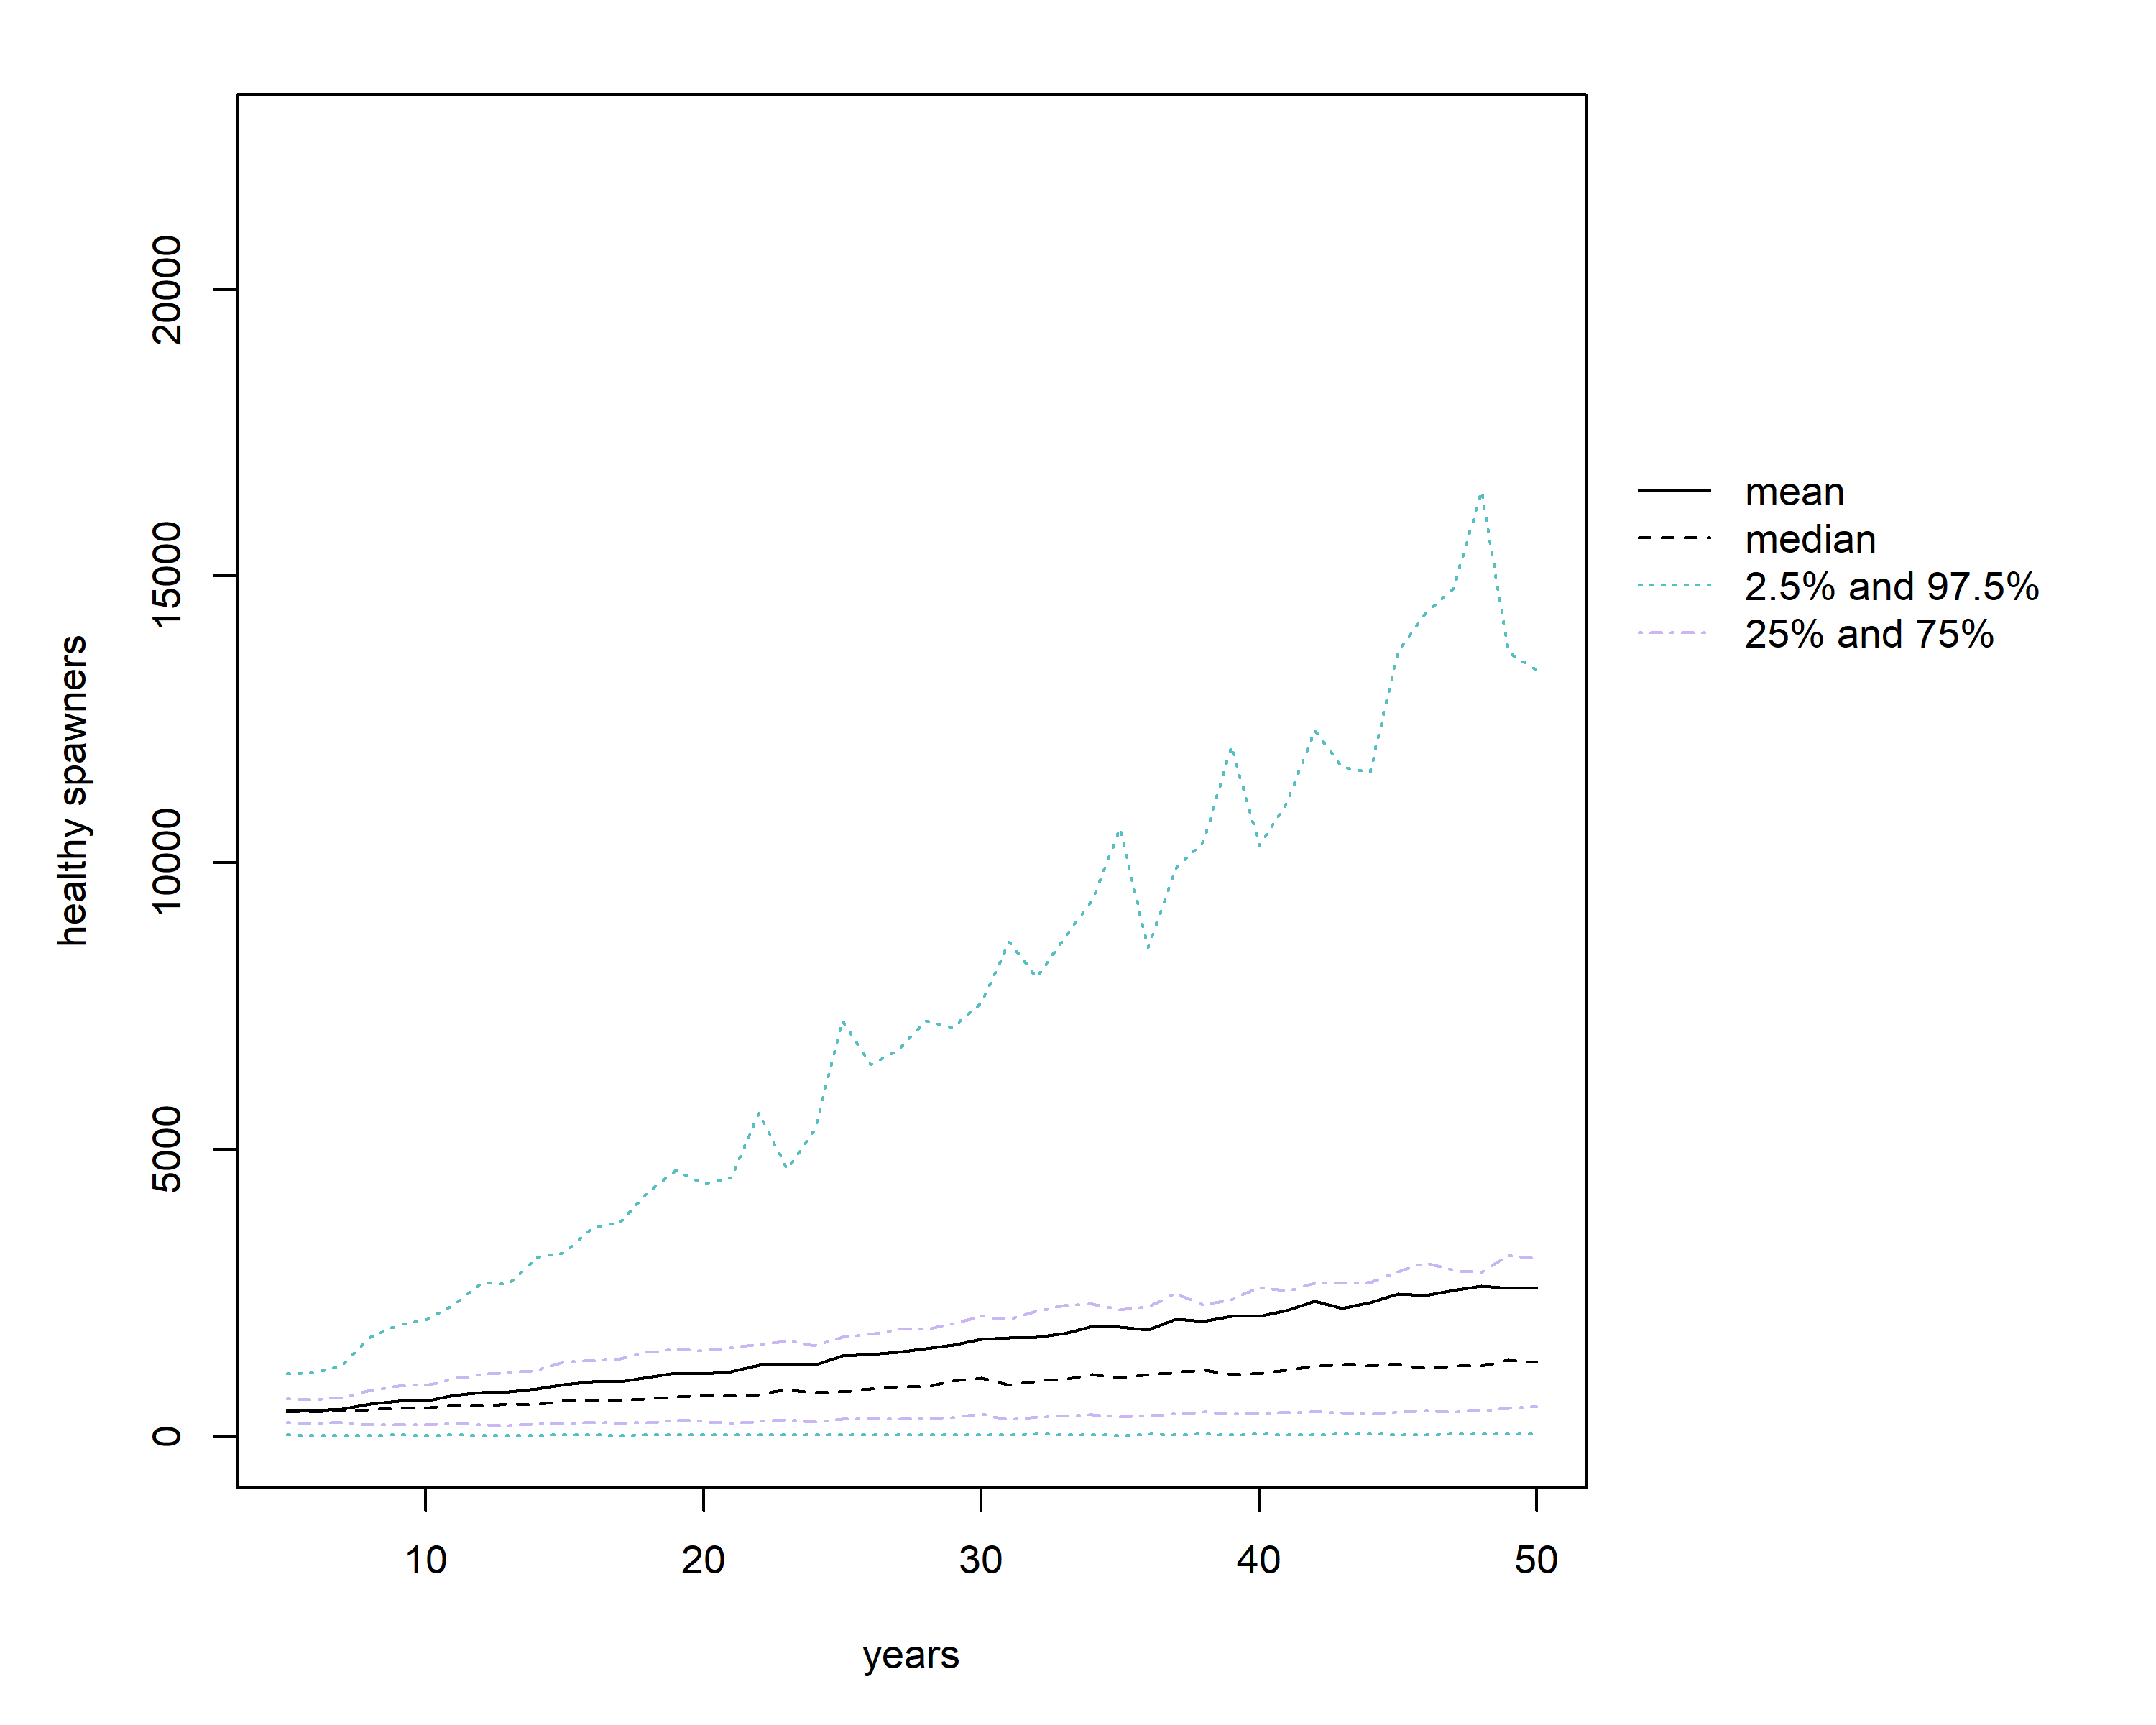 healthy spawners
20000
15000
10000
5000
0
10 20 30 40 50
years
mean
median
2.5% and 97.5%
25% and 75%